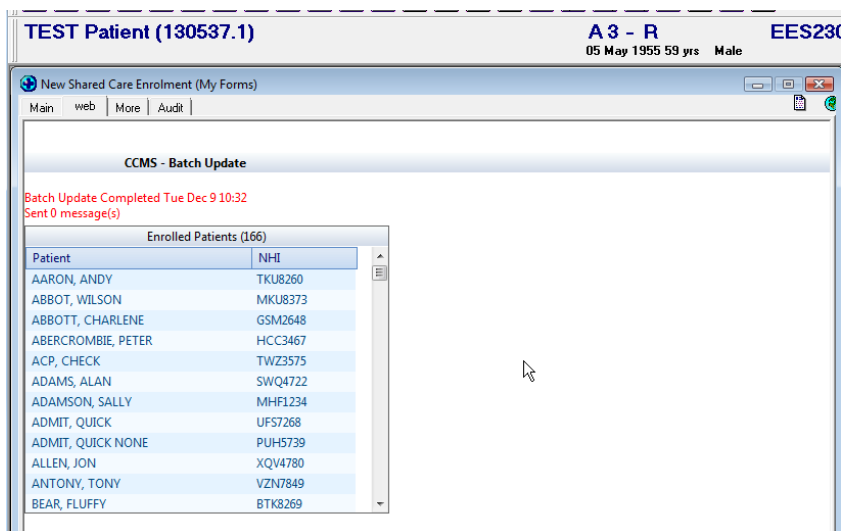 TEST Patient (130537.1)
A 3 - R
EES230
05 May 1955 59 yrs Male
New Shared Care Enrolment (My Forms)
Main web More Audit
CCMS - Batch Update
Batch Update Completed Tue Dec 9 10:32
Sent 0 message(s)
Enrolled Patients (166)
Patient NHI
AARON, ANDY TKU8260
ABBOT, WILSON MKU8373
ABBOTT, CHARLENE GSM2648
ABERCROMBIE, PETER HCC3467
ACP, CHECK TWZ3575
ADAMS, ALAN SWQ4722
ADAMSON, SALLY MHF1234
ADMIT, QUICK UFS7268
ADMIT, QUICK NONE PUH5739
ALLEN, JON XQV4780
ANTONY, TONY VZN7849
BEAR, FLUFFY BTK8269